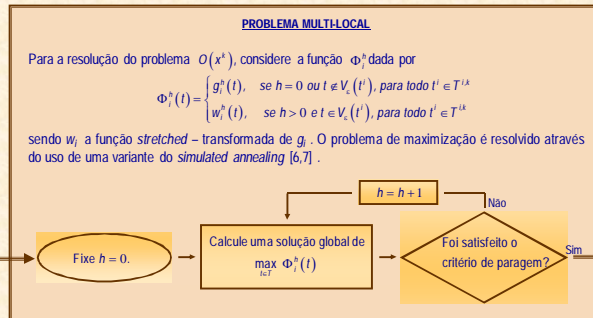 PROBLEMA MULTI-LOCAL
Para a resolução do problema O(x^k), considere a função Φ_i^h dada por
Φ_i^h(t) = { g_i^h(t), se h = 0 ou t ∉ V_ε(t^i), para todo t^i ∈ T^{i,k}
w_i^h(t), se h > 0 e t ∈ V_ε(t^i), para todo t^i ∈ T^{i,k}
sendo w_i a função stretched – transformada de g_i . O problema de maximização é resolvido através
do uso de uma variante do simulated annealing [6,7] .
h = h + 1
Não
Fixe h = 0.
Calcule uma solução global de
max Φ_i^h(t)
t∈T
Foi satisfeito o
critério de paragem?
Sim